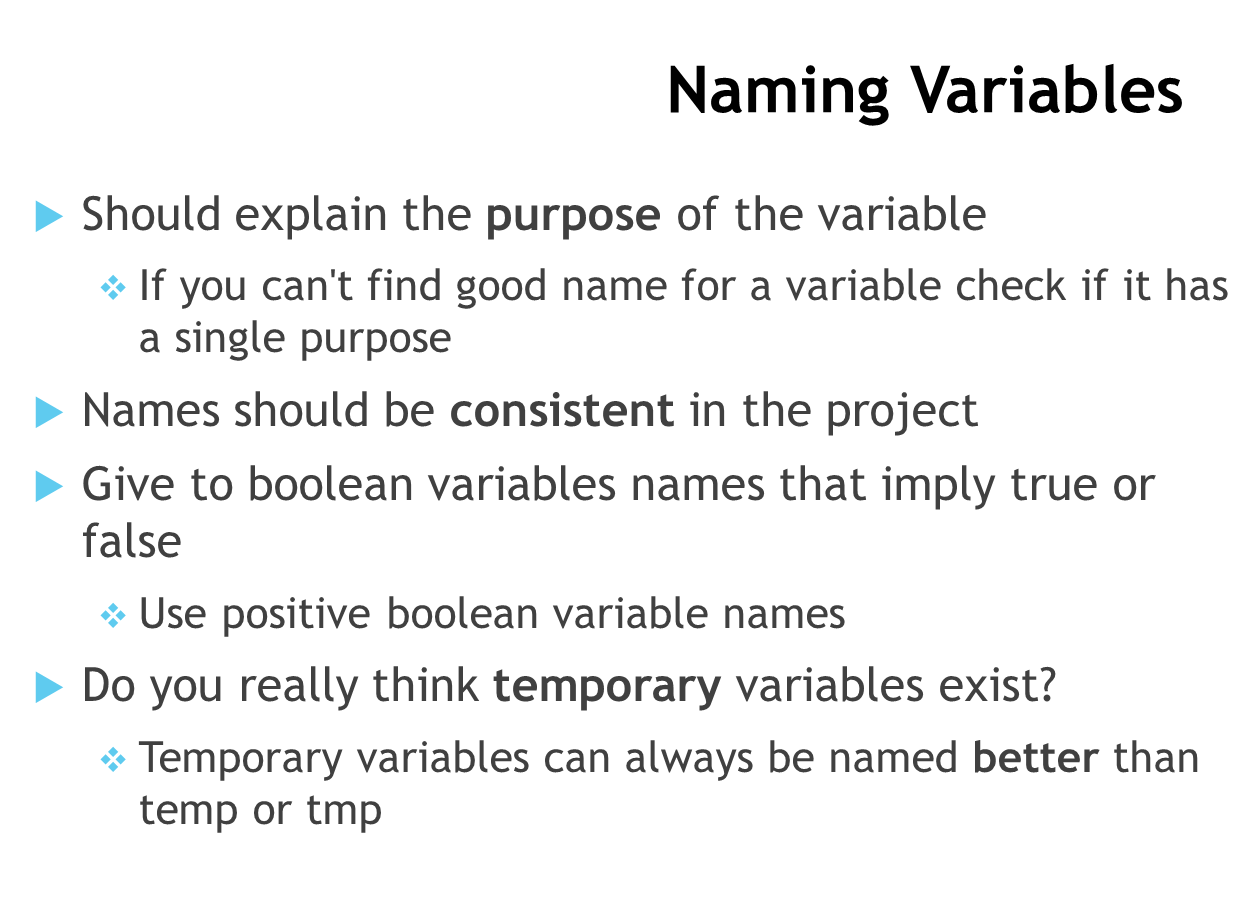 Naming Variables
Should explain the purpose of the variable
If you can't find good name for a variable check if it has
a single purpose
Names should be consistent in the project
Give to boolean variables names that imply true or
false
Use positive boolean variable names
Do you really think temporary variables exist?
Temporary variables can always be named better than
temp or tmp